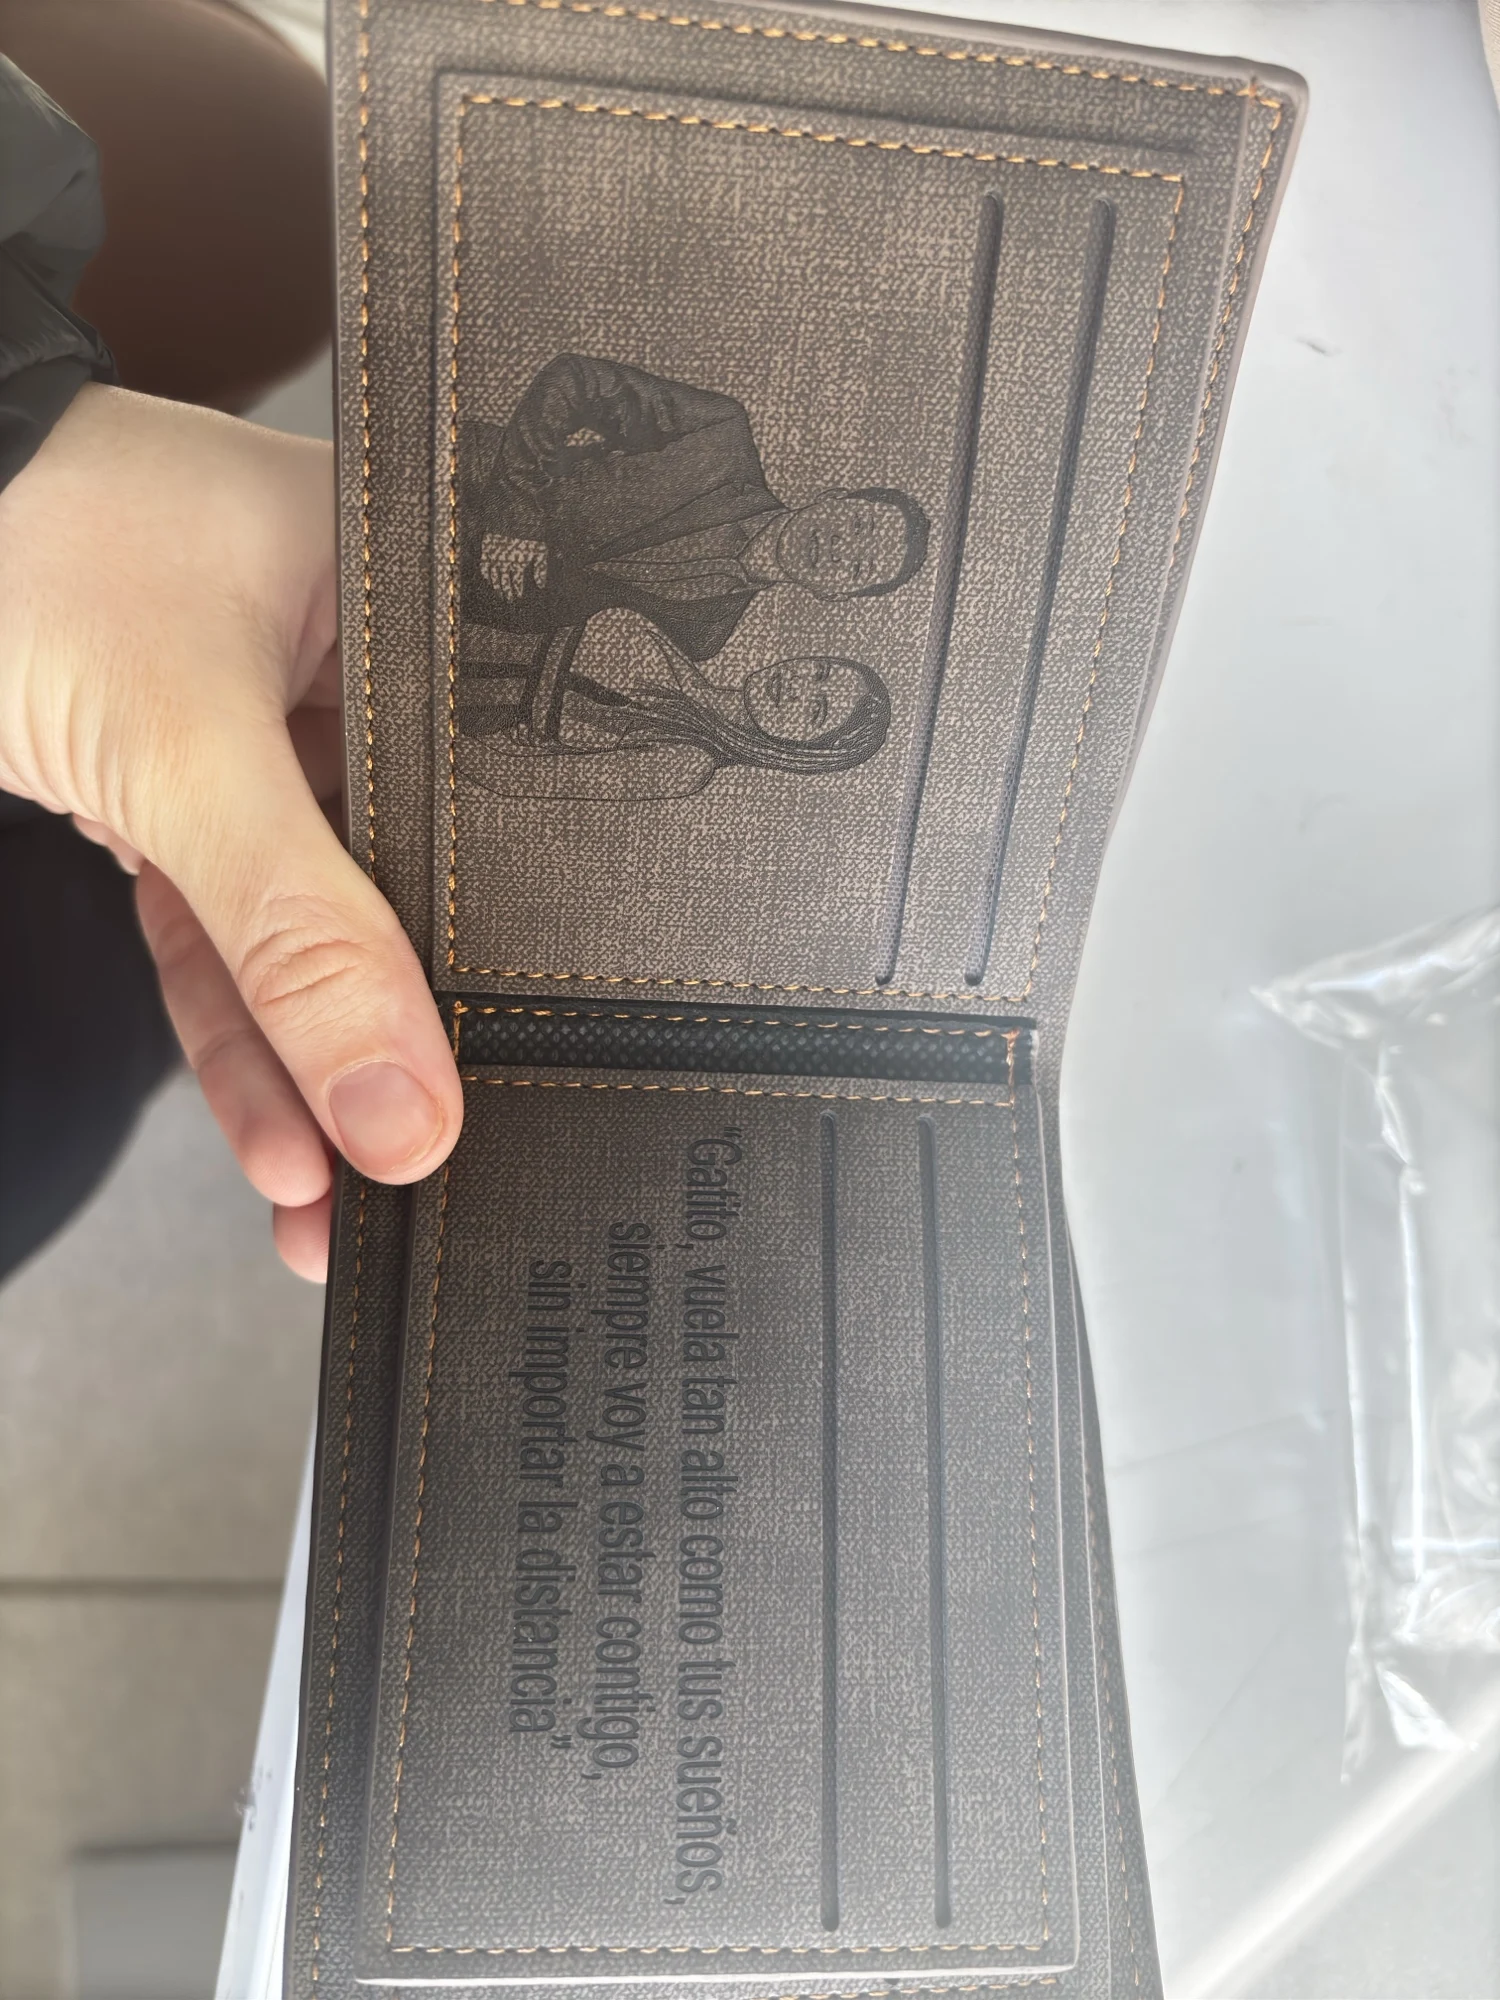 "Gatito, vuela tan alto como tus sueños,
siempre voy a estar contigo,
sin importar la distancia"